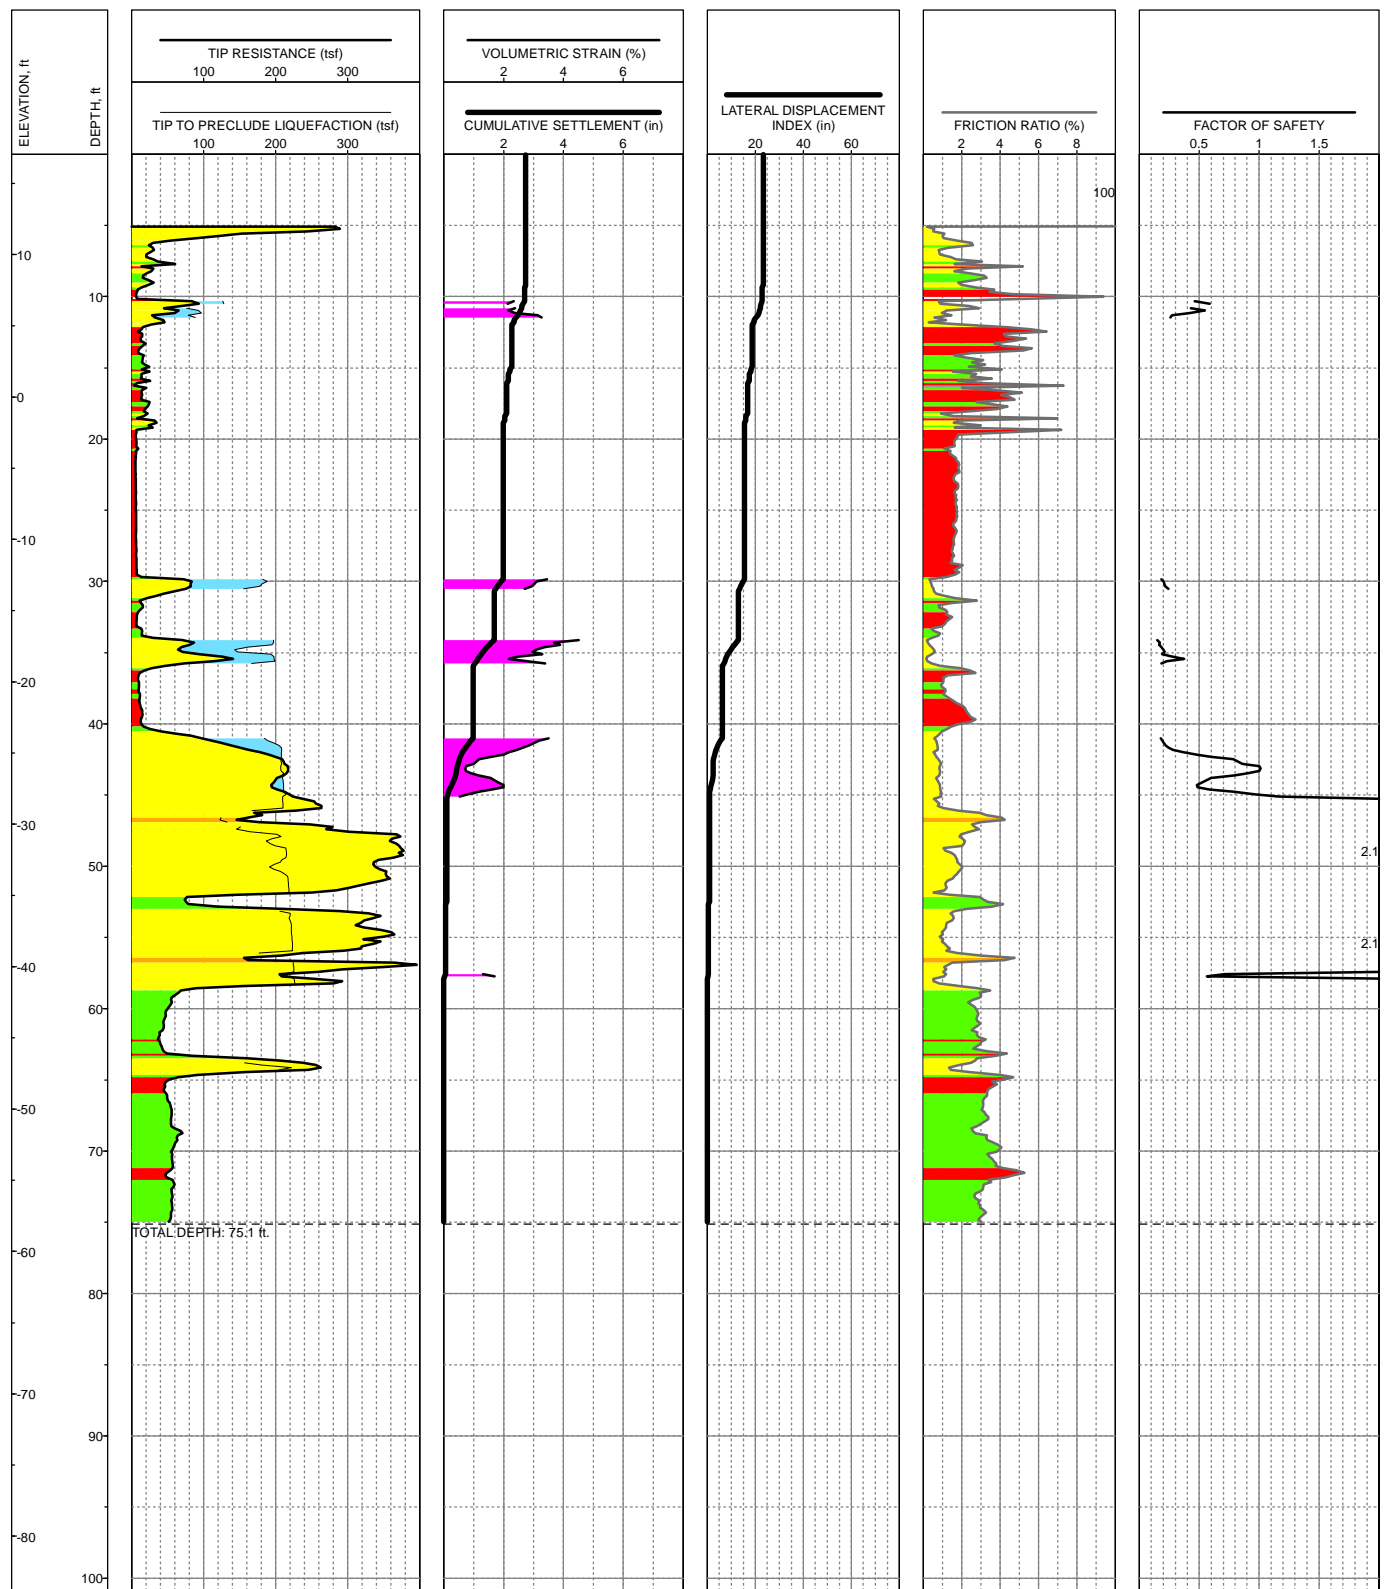 ELEVATION, ft
DEPTH, ft
TIP RESISTANCE (tsf)
100 200 300
TIP TO PRECLUDE LIQUEFACTION (tsf)
100 200 300
VOLUMETRIC STRAIN (%)
2 4 6
CUMULATIVE SETTLEMENT (in)
2 4 6
LATERAL DISPLACEMENT
INDEX (in)
20 40 60
FRICTION RATIO (%)
2 4 6 8
FACTOR OF SAFETY
0.5 1 1.5
100
10
10
0
20
-10
30
-20
40
-30
2.1
50
2.1
-40
60
-50
70
TOTAL DEPTH: 75.1 ft.
-60
80
-70
90
-80
100